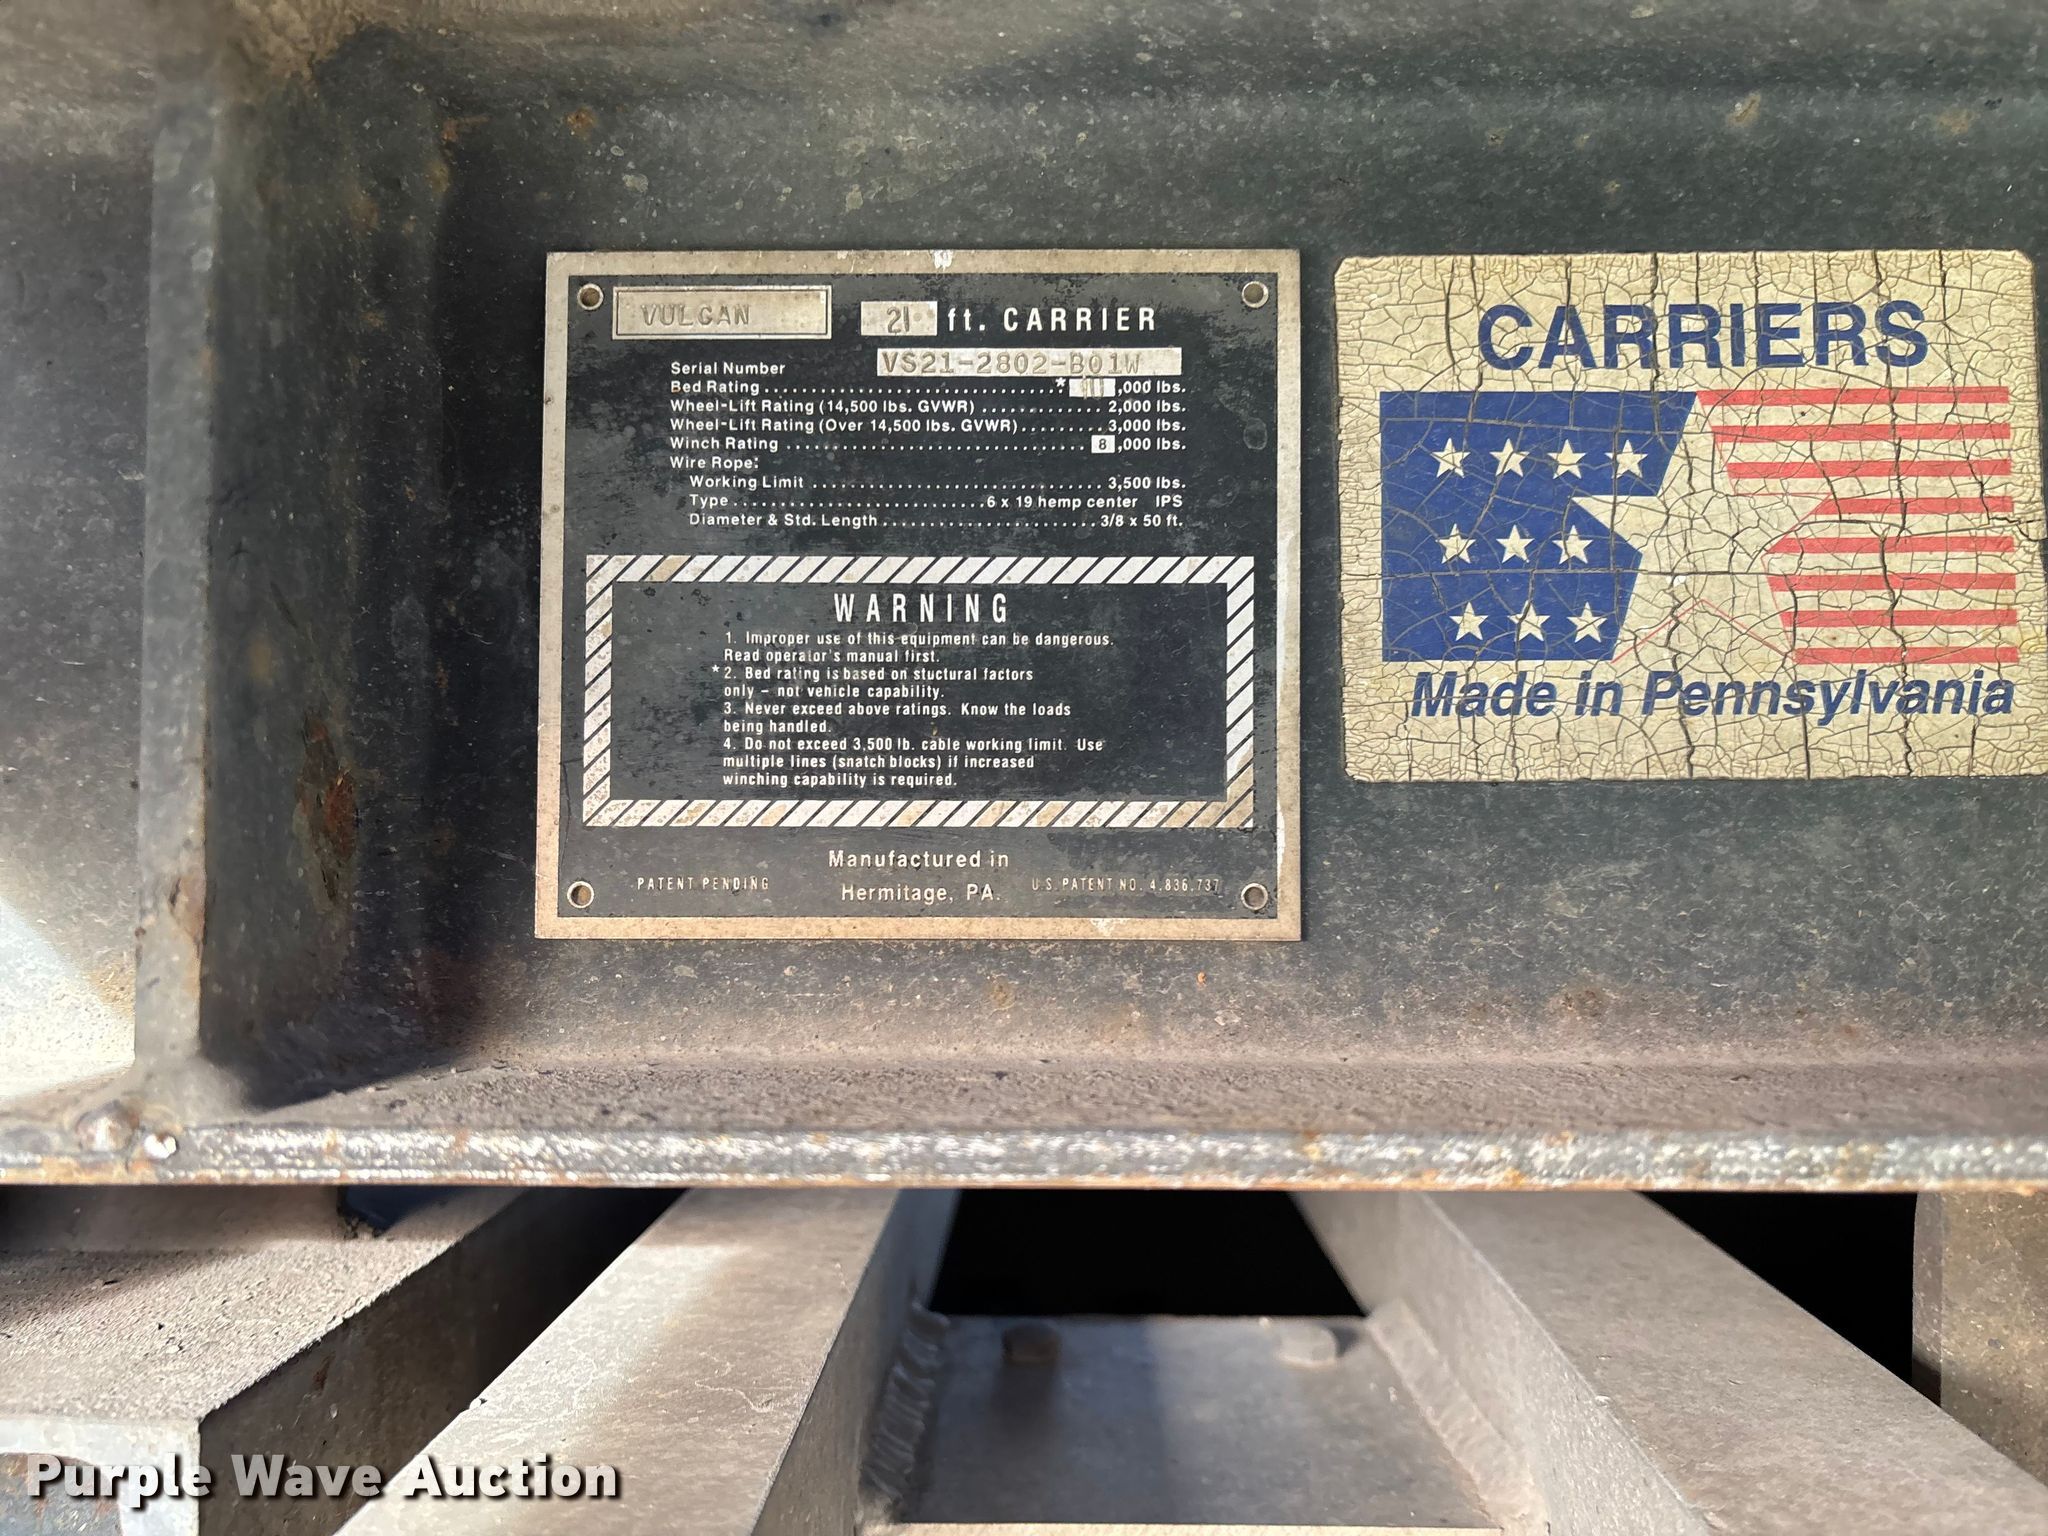 VULCAN
21 ft. CARRIER
Serial Number VS21-2802-B01W
Bed Rating ................................ * ,000 lbs.
Wheel-Lift Rating (14,500 lbs. GVWR) ............ 2,000 lbs.
Wheel-Lift Rating (Over 14,500 lbs. GVWR)......... 3,000 lbs.
Winch Rating ................................ 8 ,000 lbs.
Wire Rope:
Working Limit ............................. 3,500 lbs.
Type.........................6 x 19 hemp center IPS
Diameter & Std. Length...................... 3/8 x 50 ft.
WARNING
1. Improper use of this equipment can be dangerous.
Read operator's manual first.
* 2. Bed rating is based on stuctural factors
only – not vehicle capability.
3. Never exceed above ratings. Know the loads
being handled.
4. Do not exceed 3,500 lb. cable working limit. Use
multiple lines (snatch blocks) if increased
winching capability is required.
Manufactured in
PATENT PENDING Hermitage, PA. U.S. PATENT NO. 4,836,737
CARRIERS
Made in Pennsylvania
Purple Wave Auction